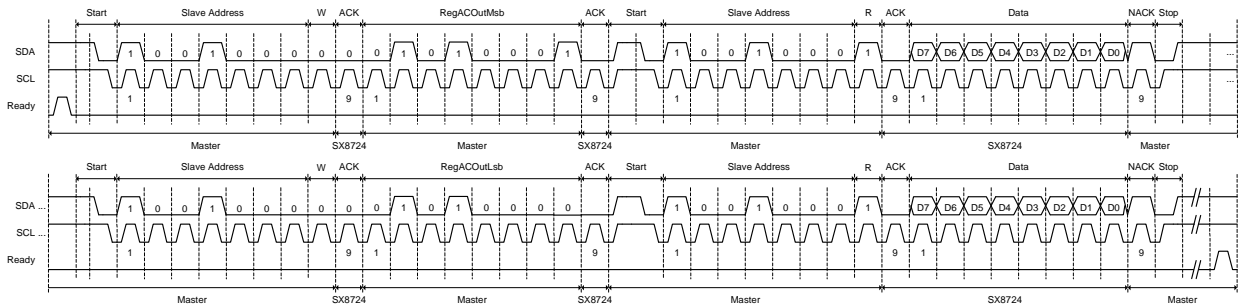 Start Slave Address W ACK RegACOutMsb ACK Start Slave Address R ACK Data NACK Stop
SDA 1 0 0 1 0 0 0 0 0 0 1 0 1 0 0 0 1 1 0 0 1 0 0 0 1 D7 D6 D5 D4 D3 D2 D1 D0 ...
SCL ...
1 9 1 9 1 9 1 9
Ready
Master SX8724 Master SX8724 Master SX8724 Master
Start Slave Address W ACK RegACOutLsb ACK Start Slave Address R ACK Data NACK Stop
SDA ... 1 0 0 1 0 0 0 0 0 0 1 0 1 0 0 0 0 1 0 0 1 0 0 0 1 D7 D6 D5 D4 D3 D2 D1 D0
SCL ...
1 9 1 9 1 9 1 9
Ready
Master SX8724 Master SX8724 Master SX8724 Master